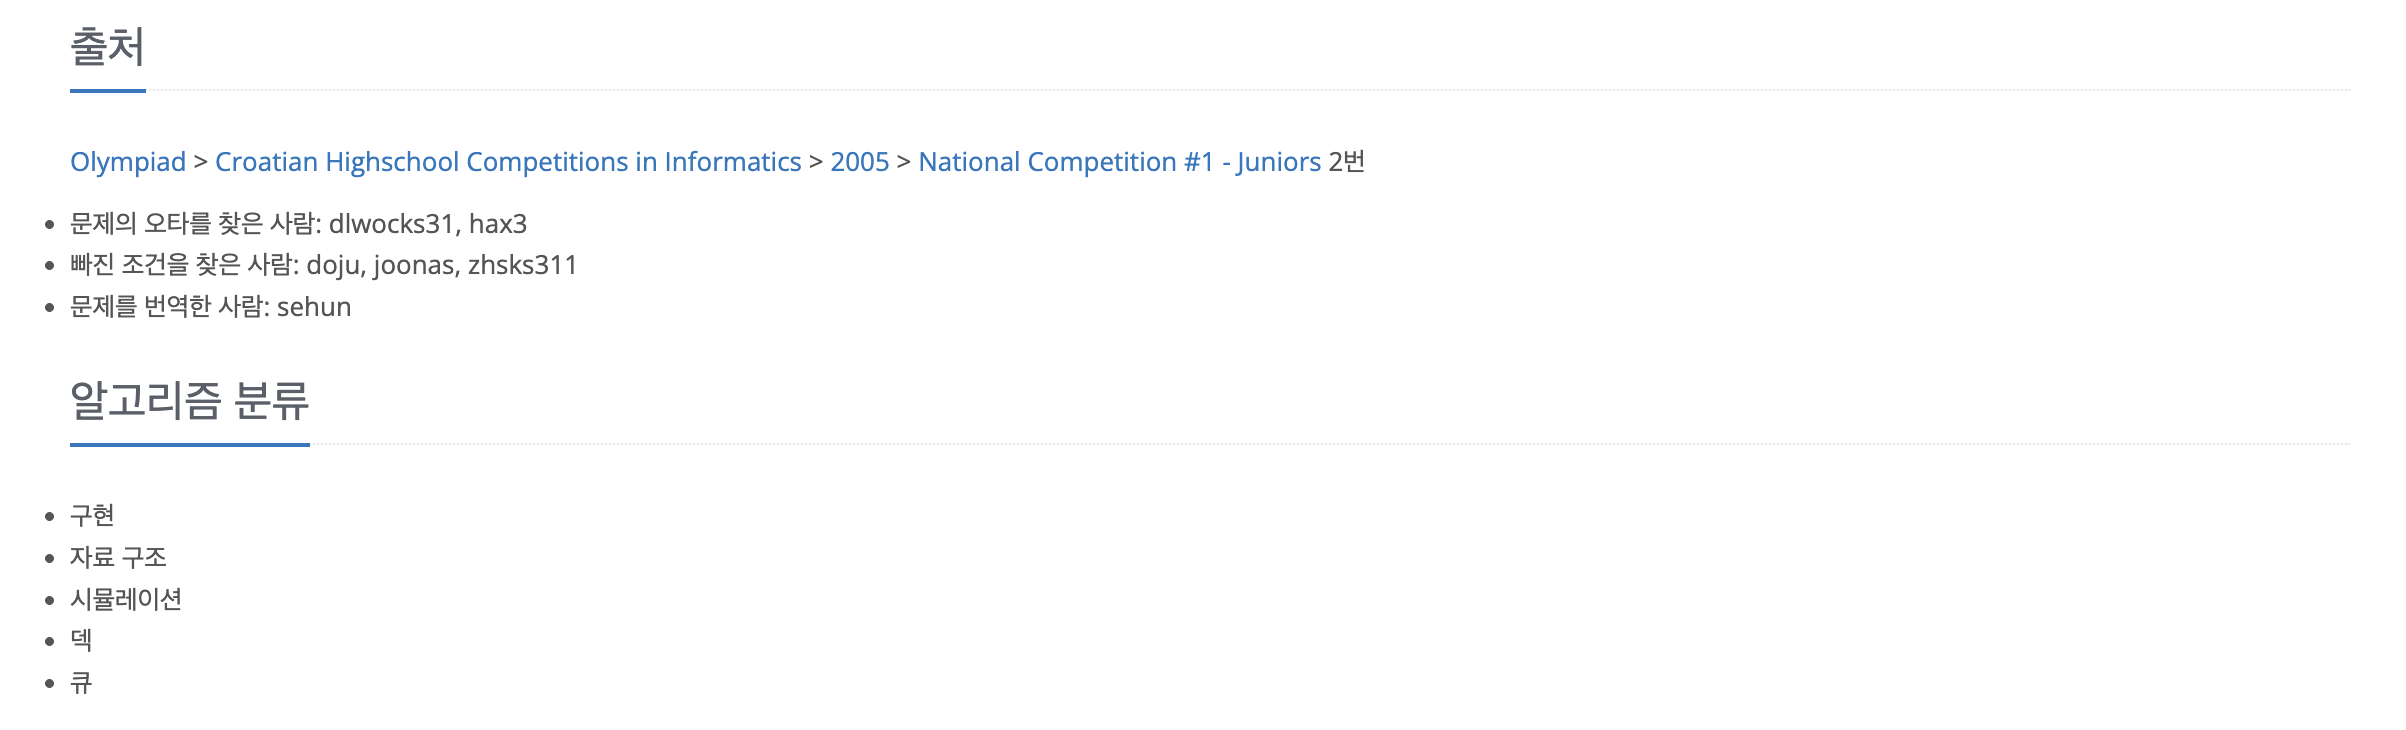 출처
Olympiad > Croatian Highschool Competitions in Informatics > 2005 > National Competition #1 - Juniors 2번
문제의 오타를 찾은 사람: dlwocks31, hax3
빠진 조건을 찾은 사람: doju, joonas, zhsks311
문제를 번역한 사람: sehun
알고리즘 분류
구현
자료 구조
시뮬레이션
덱
큐